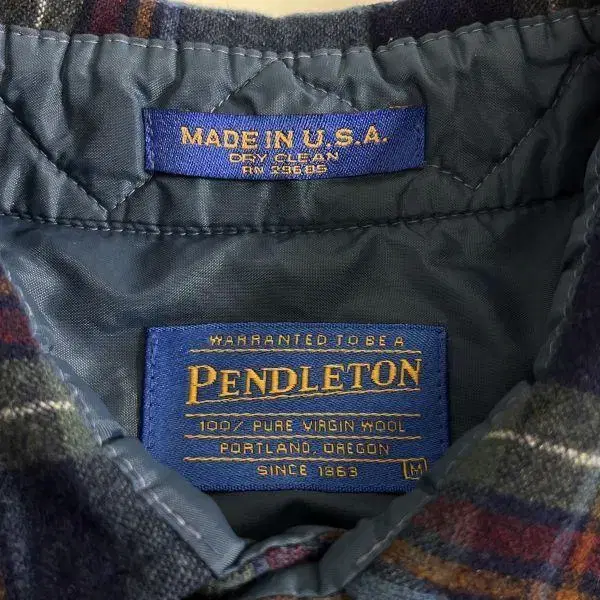 MADE IN U.S.A.
DRY CLEAN
RN 29685
WARRANTED TO BE A
PENDLETON
100% PURE VIRGIN WOOL
PORTLAND, OREGON
SINCE 1863
M